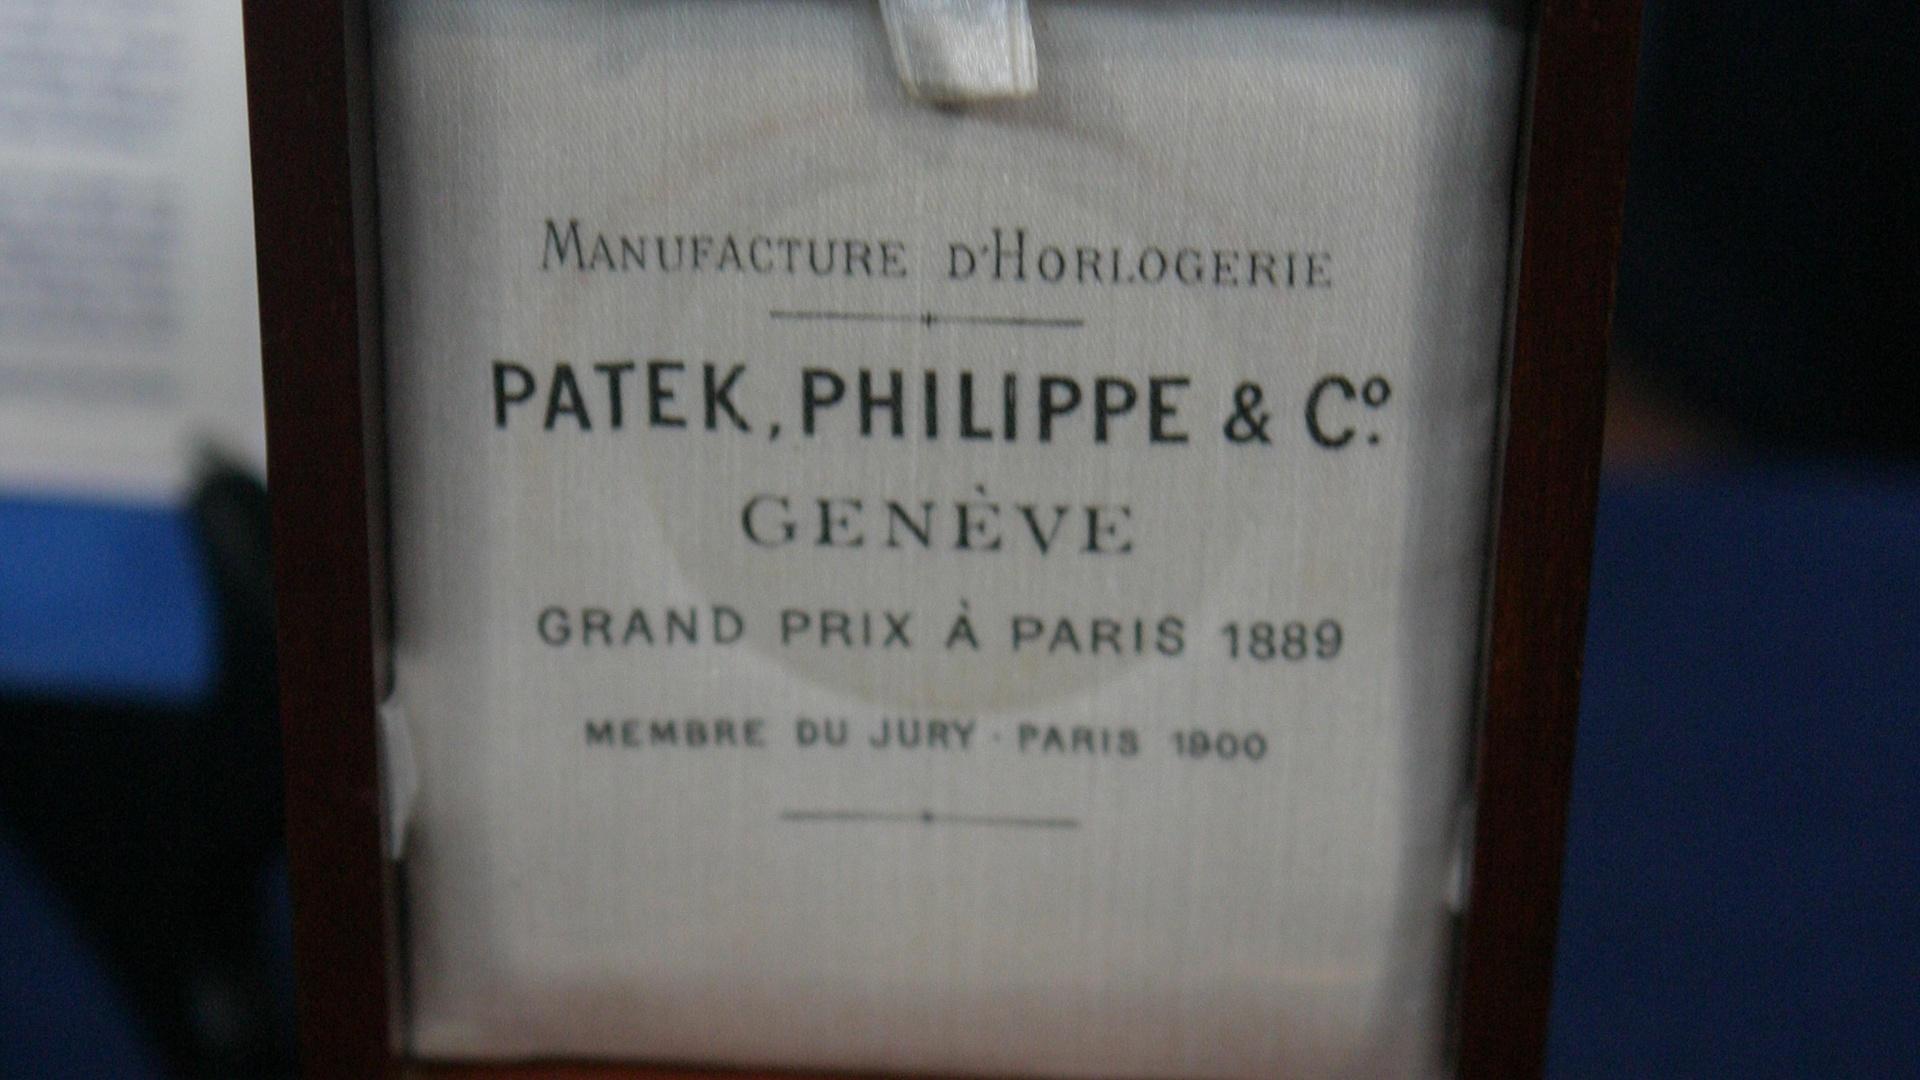 MANUFACTURE D'HORLOGERIE
PATEK, PHILIPPE & Cº.
GENÈVE
GRAND PRIX À PARIS 1889
MEMBRE DU JURY · PARIS 1900